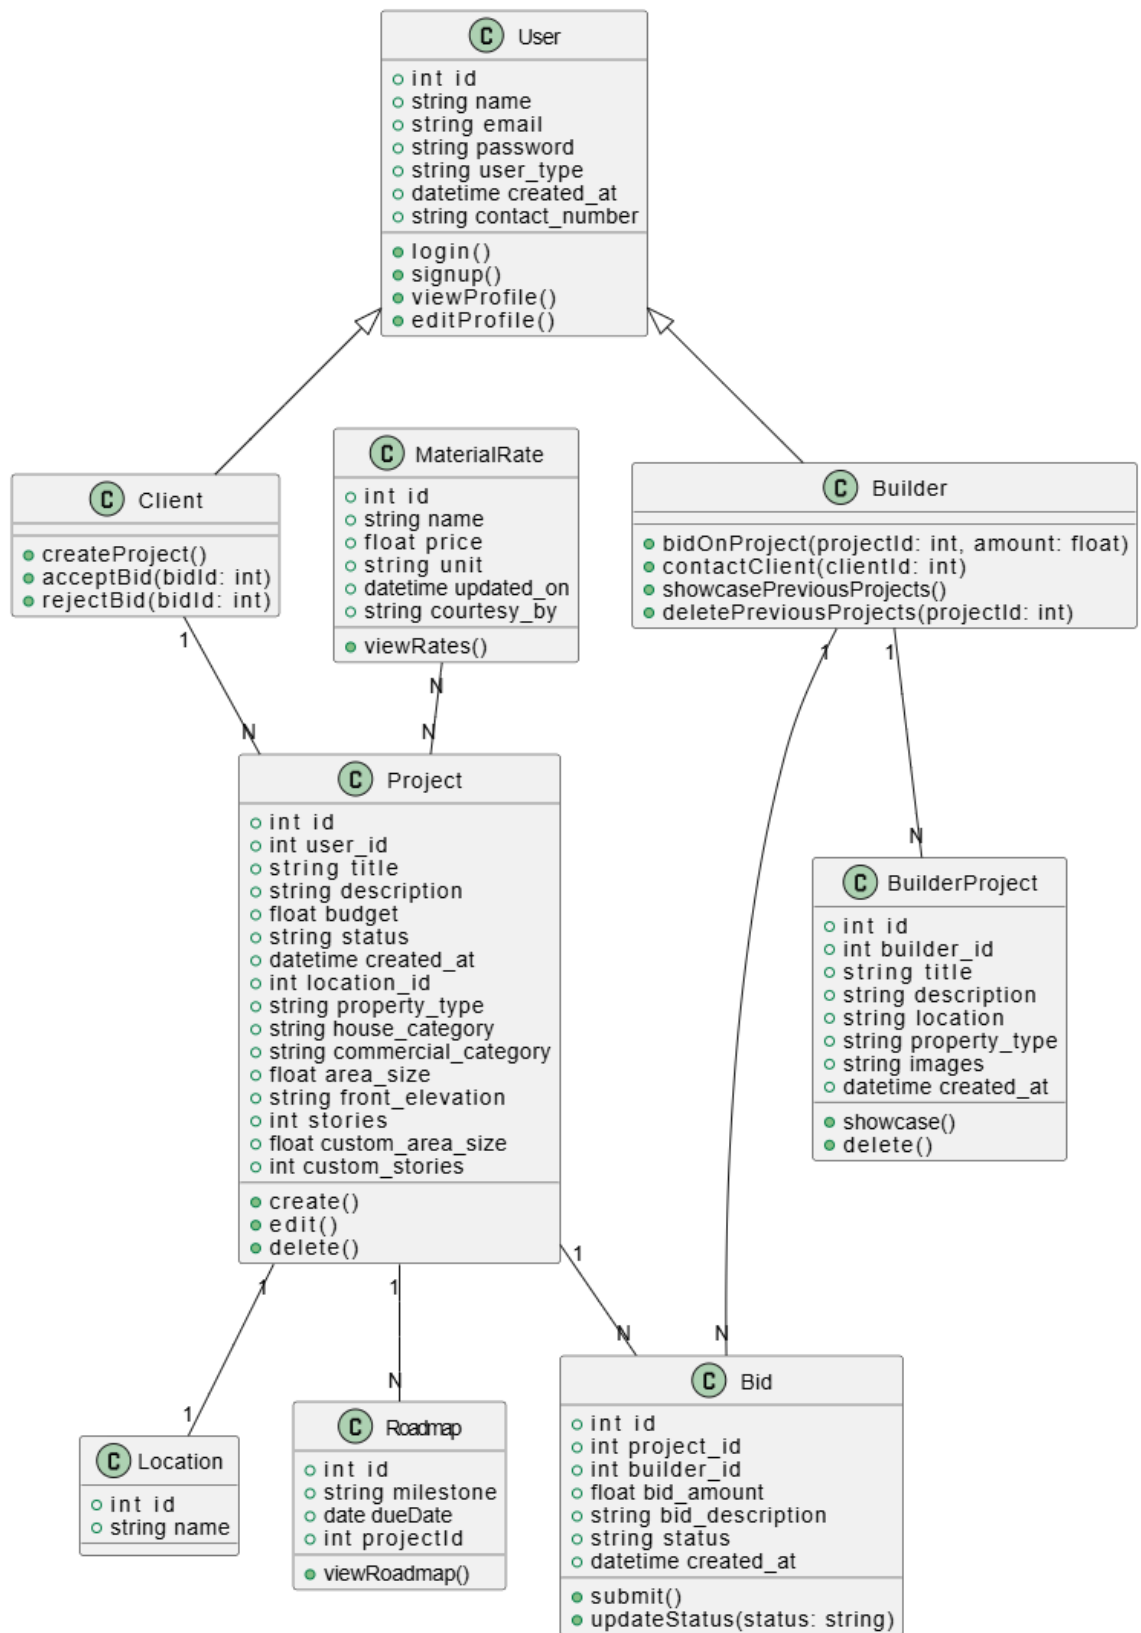 C User
int id
string name
string email
string password
string user_type
datetime created_at
string contact_number
login()
signup()
viewProfile()
editProfile()
C Client
createProject()
acceptBid(bidId: int)
rejectBid(bidId: int)
C MaterialRate
int id
string name
float price
string unit
datetime updated_on
string courtesy_by
viewRates()
C Builder
bidOnProject(projectId: int, amount: float)
contactClient(clientId: int)
showcasePreviousProjects()
deletePreviousProjects(projectId: int)
1
N
N
N
1
1
C Project
int id
int user_id
string title
string description
float budget
string status
datetime created_at
int location_id
string property_type
string house_category
string commercial_category
float area_size
string front_elevation
int stories
float custom_area_size
int custom_stories
create()
edit()
delete()
N
C BuilderProject
int id
int builder_id
string title
string description
string location
string property_type
string images
datetime created_at
showcase()
delete()
1
1
1
1
N
N
N
C Location
int id
string name
C Roadmap
int id
string milestone
date dueDate
int projectId
viewRoadmap()
C Bid
int id
int project_id
int builder_id
float bid_amount
string bid_description
string status
datetime created_at
submit()
updateStatus(status: string)